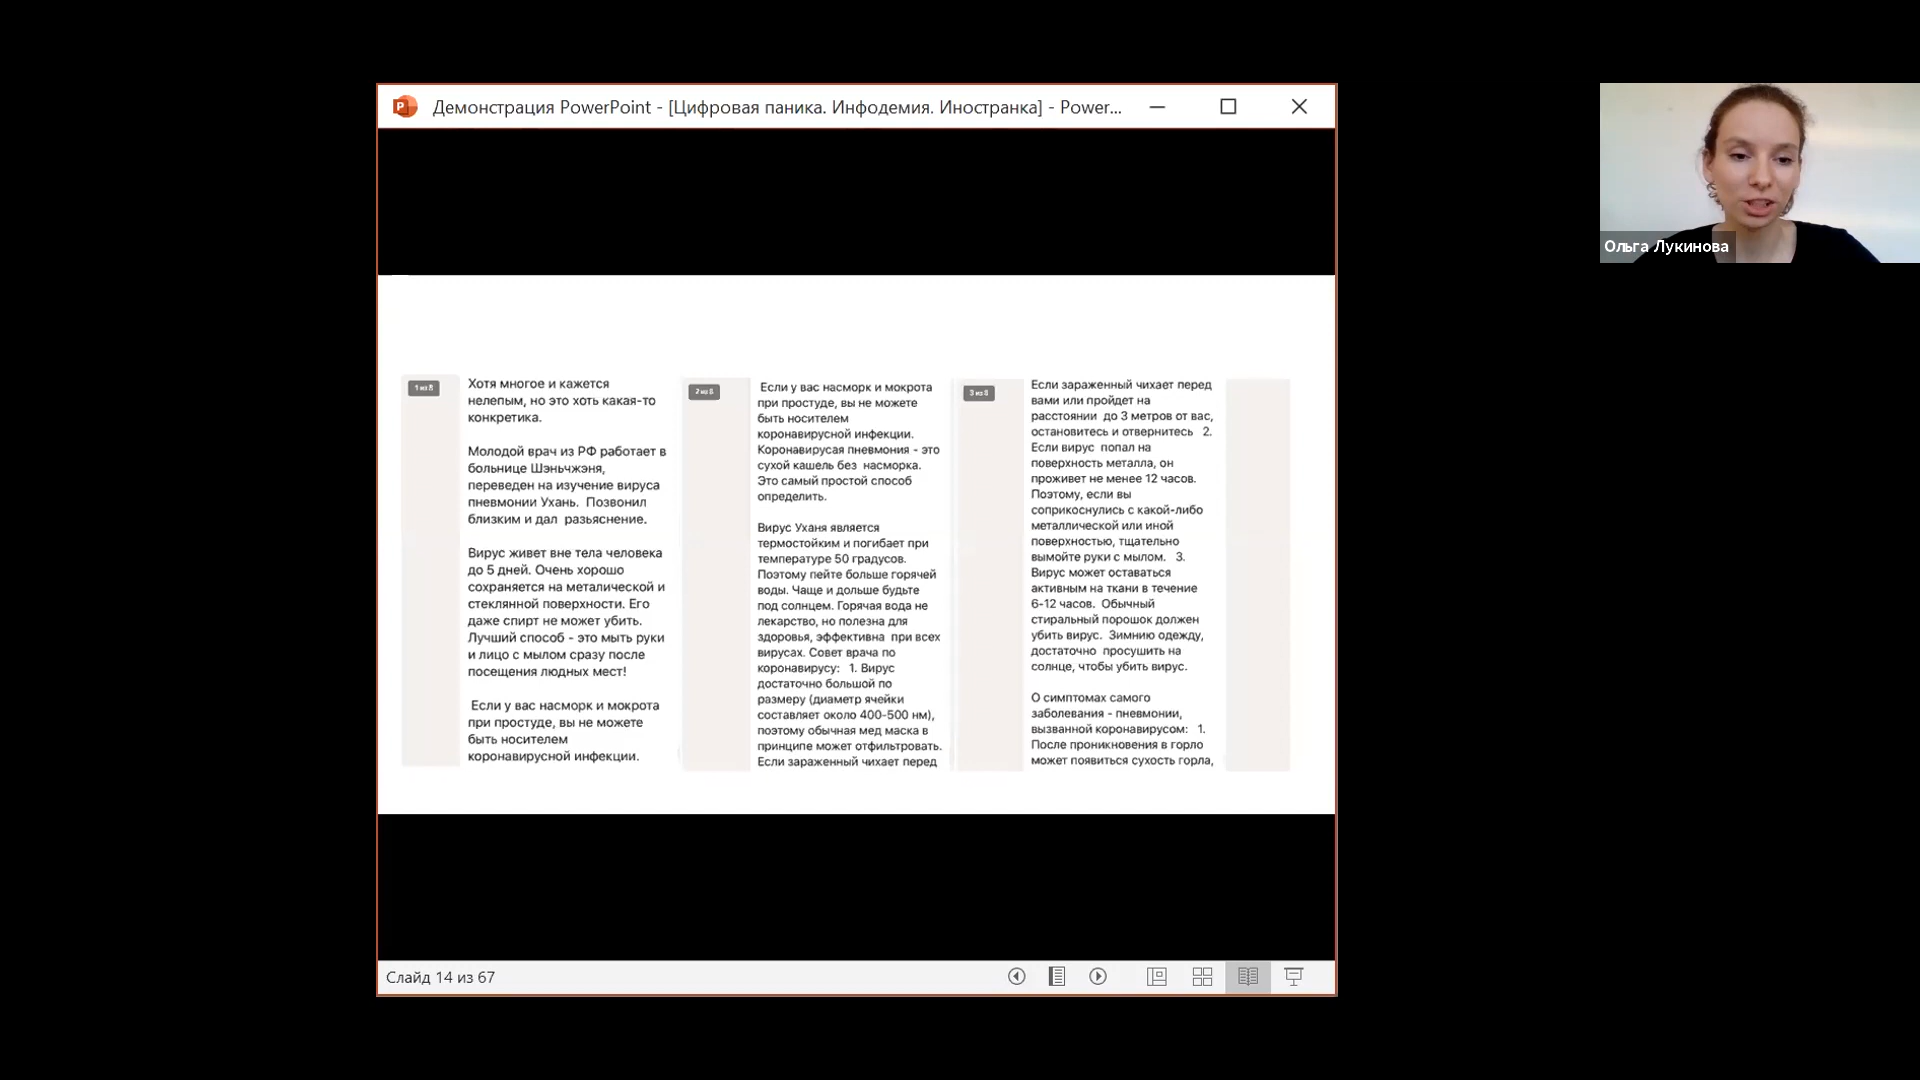 Демонстрация PowerPoint - [Цифровая паника. Инфодемия. Иностранка] - Power...
Ольга Лукинова
1 из 8
Хотя многое и кажется
нелепым, но это хоть какая-то
конкретика.
Молодой врач из РФ работает в
больнице Шэньчжэня,
переведен на изучение вируса
пневмонии Ухань. Позвонил
близким и дал разьяснение.
Вирус живет вне тела человека
до 5 дней. Очень хорошо
сохраняется на металической и
стеклянной поверхности. Его
даже спирт не может убить.
Лучший способ - это мыть руки
и лицо с мылом сразу после
посещения людных мест!
Если у вас насморк и мокрота
при простуде, вы не можете
быть носителем
коронавирусной инфекции.
2 из 8
Если у вас насморк и мокрота
при простуде, вы не можете
быть носителем
коронавирусной инфекции.
Коронавирусая пневмония - это
сухой кашель без насморка.
Это самый простой способ
определить.
Вирус Уханя является
термостойким и погибает при
температуре 50 градусов.
Поэтому пейте больше горячей
воды. Чаще и дольше будьте
под солнцем. Горячая вода не
лекарство, но полезна для
здоровья, эффективна при всех
вирусах. Совет врача по
коронавирусу: 1. Вирус
достаточно большой по
размеру (диаметр ячейки
составляет около 400-500 нм),
поэтому обычная мед маска в
принципе может отфильтровать.
Если зараженный чихает перед
3 из 8
Если зараженный чихает перед
вами или пройдет на
расстоянии до 3 метров от вас,
остановитесь и отвернитесь 2.
Если вирус попал на
поверхность металла, он
проживет не менее 12 часов.
Поэтому, если вы
соприкоснулись с какой-либо
металлической или иной
поверхностью, тщательно
вымойте руки с мылом. 3.
Вирус может оставаться
активным на ткани в течение
6-12 часов. Обычный
стиральный порошок должен
убить вирус. Зимнию одежду,
достаточно просушить на
солнце, чтобы убить вирус.
О симптомах самого
заболевания - пневмонии,
вызванной коронавирусом: 1.
После проникновения в горло
может появиться сухость горла,
Слайд 14 из 67